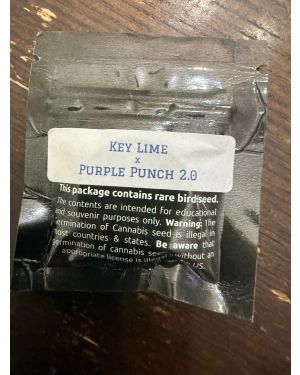 KEY LIME
x
PURPLE PUNCH 2.0
This package contains rare birdseed.
The contents are intended for educational
and souvenir purposes only. Warning: The
germination of Cannabis seed is illegal in
most countries & states. Be aware that
germination of cannabis seed without an
appropriate license is illegal
US.